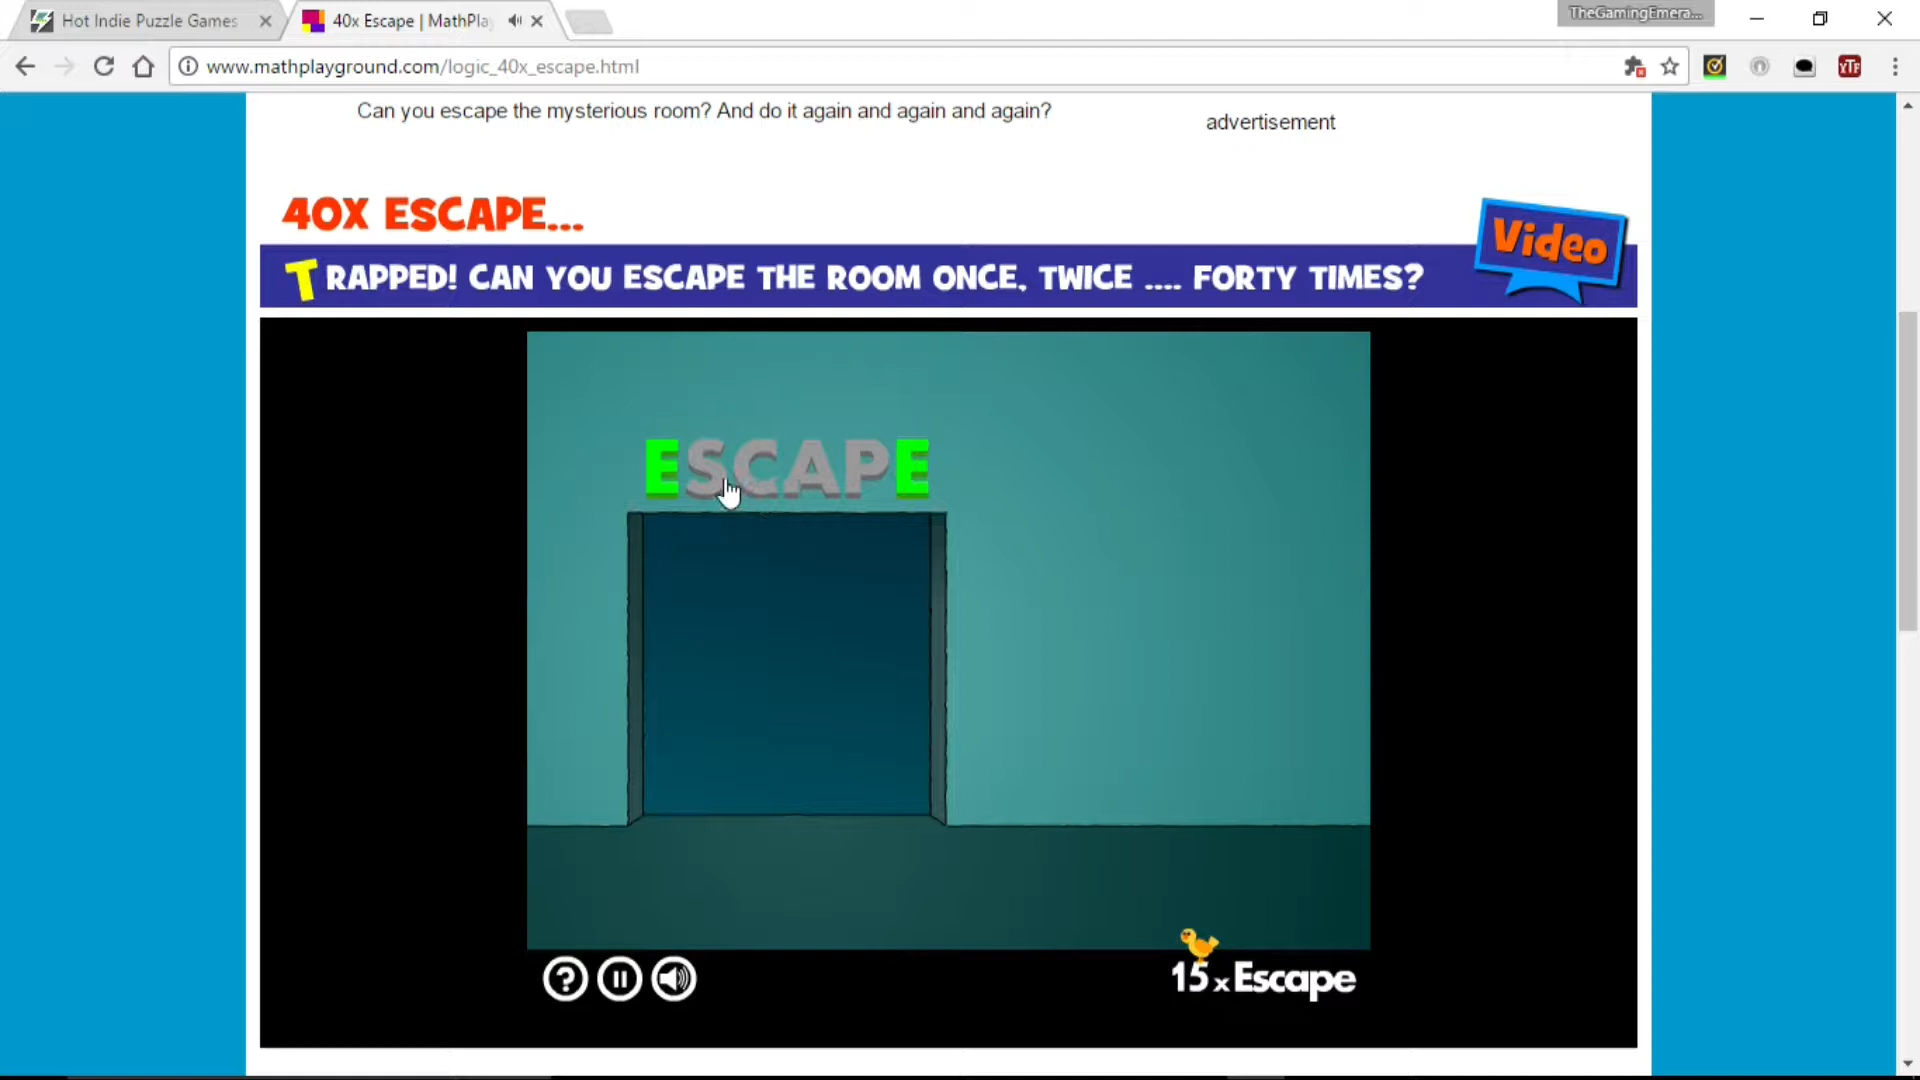 Hot Indie Puzzle Games
40x Escape | MathPla
TheGamingEmera...
www.mathplayground.com/logic_40x_escape.html
YTF
Can you escape the mysterious room? And do it again and again and again?
advertisement
40X ESCAPE...
Video
TRAPPED! CAN YOU ESCAPE THE ROOM ONCE, TWICE .... FORTY TIMES?
ESCAPE
?
15xEscape